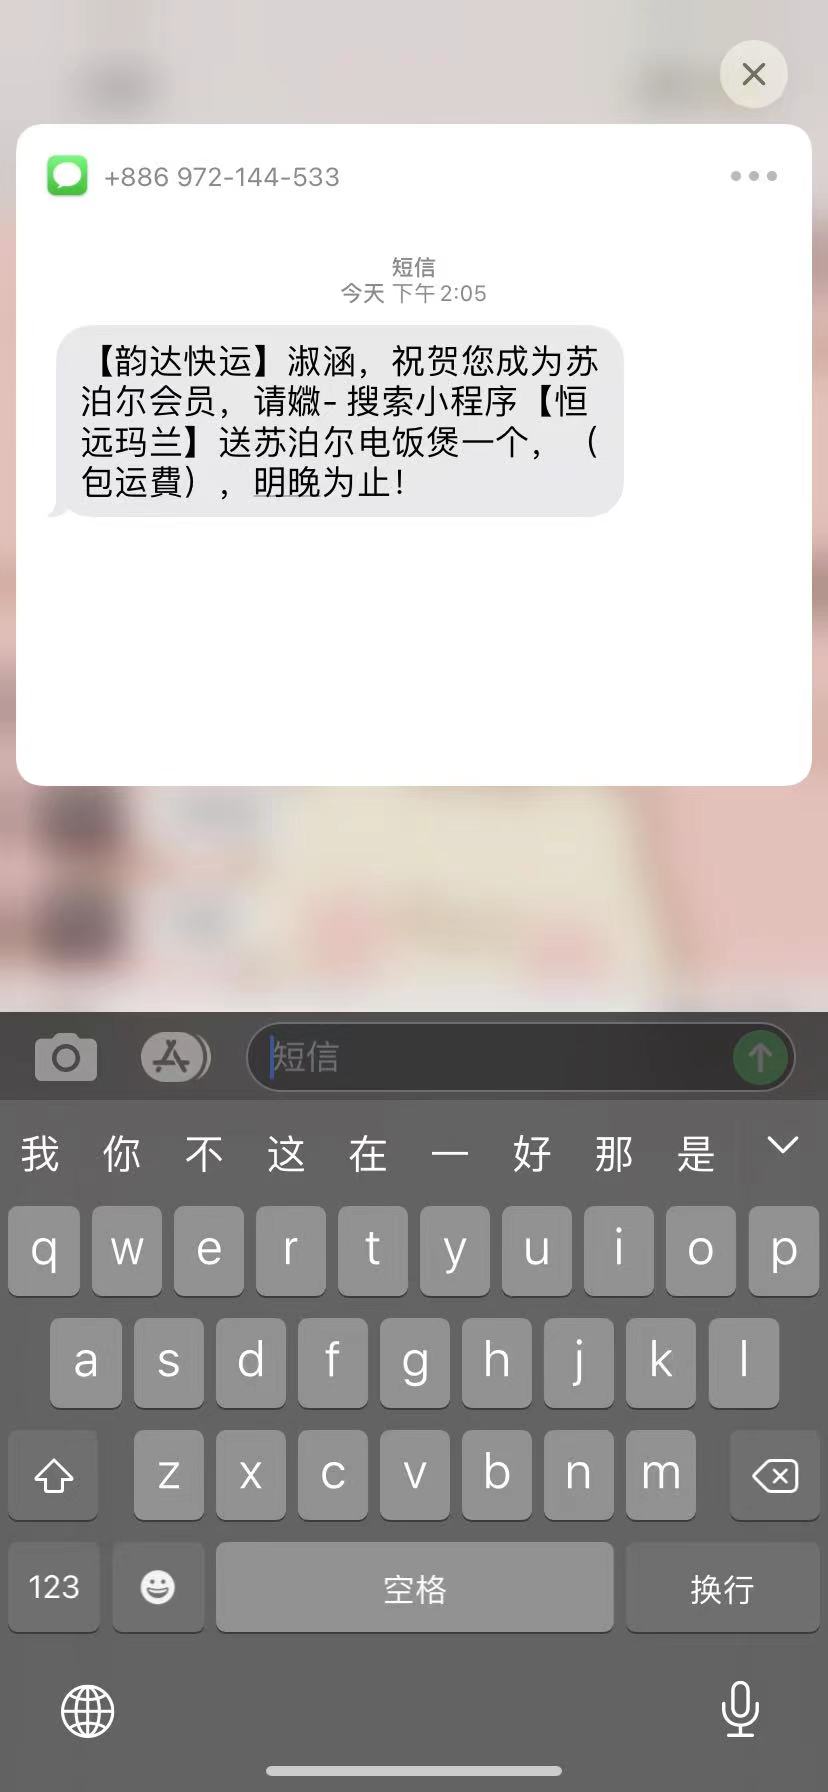 +886 972-144-533
短信
今天 下午 2:05
【韵达快运】淑涵，祝贺您成为苏
泊尔会员，请嬓- 搜索小程序【恒
远玛兰】送苏泊尔电饭煲一个，（
包运費），明晚为止！
短信
我 你 不 这 在 一 好 那 是
q w e r t y u i o p
a s d f g h j k l
z x c v b n m
123 空格 换行